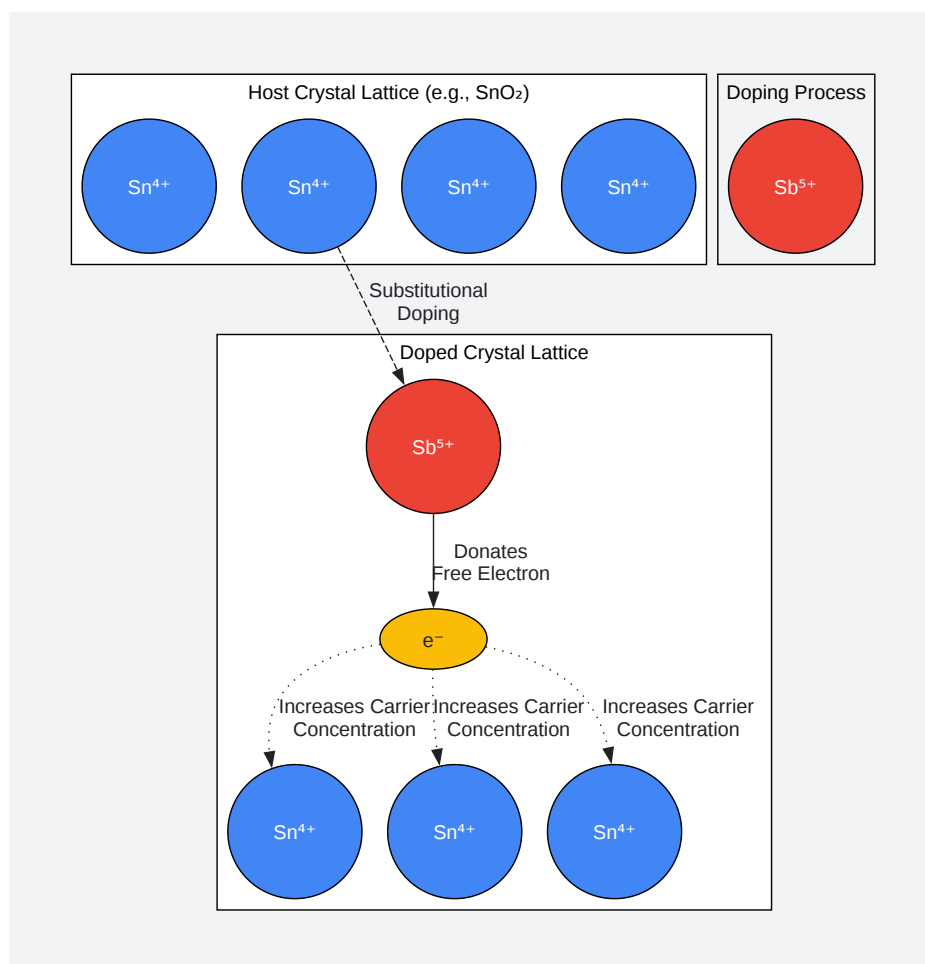 Host Crystal Lattice (e.g., SnO₂)
Doping Process
Sn⁴⁺
Sn⁴⁺
Sn⁴⁺
Sn⁴⁺
Sb⁵⁺
Substitutional
Doping
Doped Crystal Lattice
Sb⁵⁺
Donates
Free Electron
e⁻
Increases Carrier
Concentration
Increases Carrier
Concentration
Increases Carrier
Concentration
Sn⁴⁺
Sn⁴⁺
Sn⁴⁺